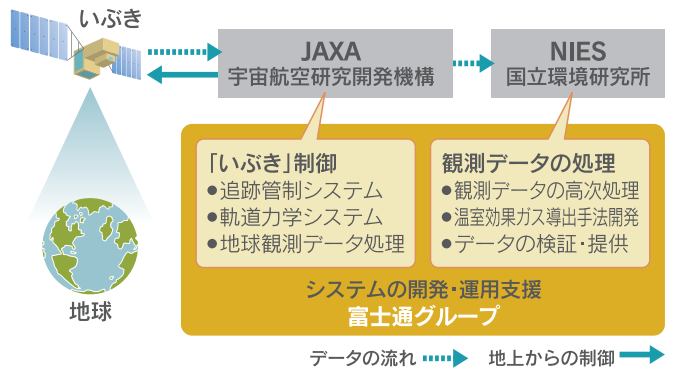 いぶき
JAXA
宇宙航空研究開発機構
NIES
国立環境研究所
「いぶき」制御
●追跡管制システム
●軌道力学システム
●地球観測データ処理
観測データの処理
●観測データの高次処理
●温室効果ガス導出手法開発
●データの検証・提供
地球
システムの開発・運用支援
富士通グループ
データの流れ
地上からの制御